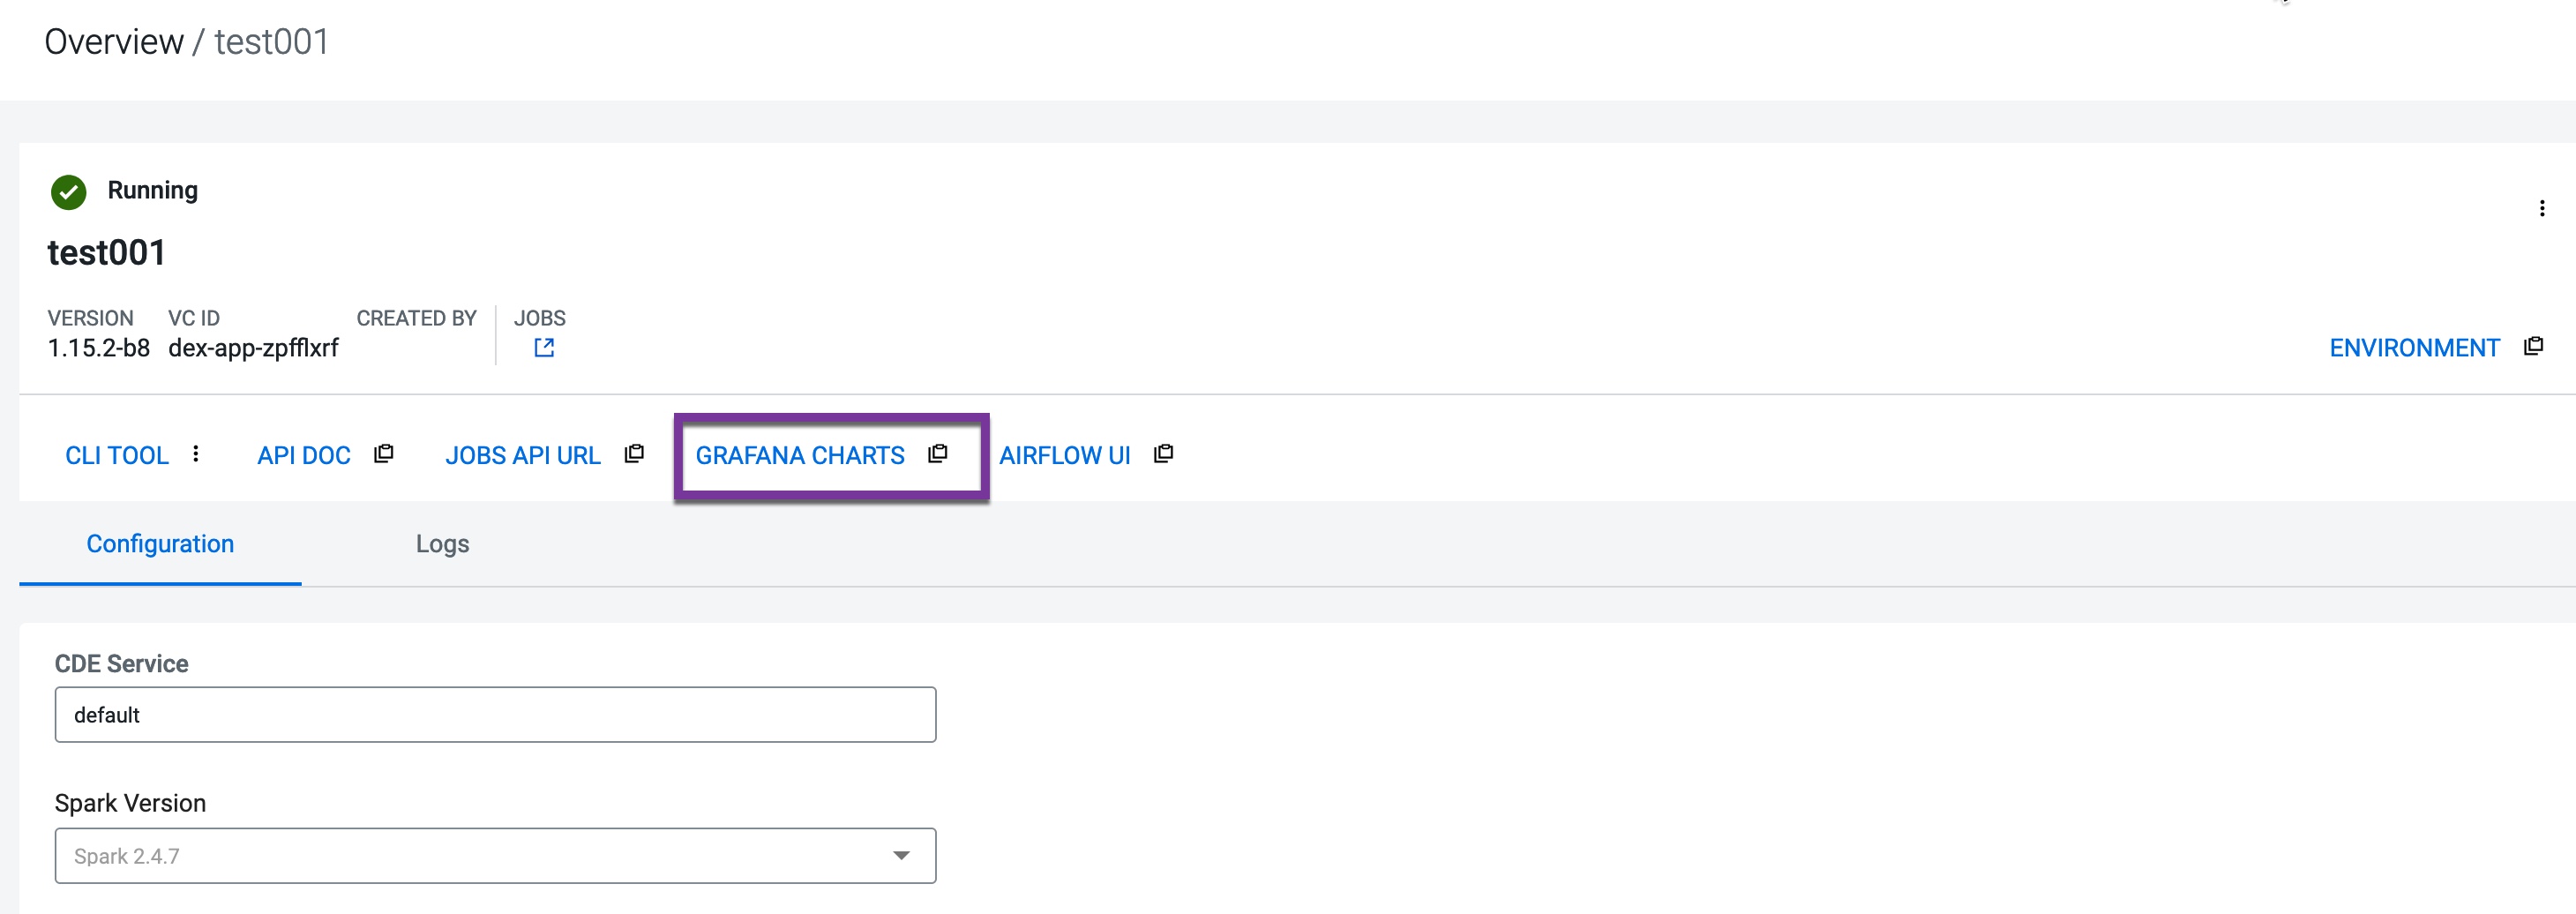 Overview / test001
Running
test001
VERSION VC ID CREATED BY JOBS
1.15.2-b8 dex-app-zpfflxrf
ENVIRONMENT
CLI TOOL API DOC JOBS API URL GRAFANA CHARTS AIRFLOW UI
Configuration Logs
CDE Service
default
Spark Version
Spark 2.4.7